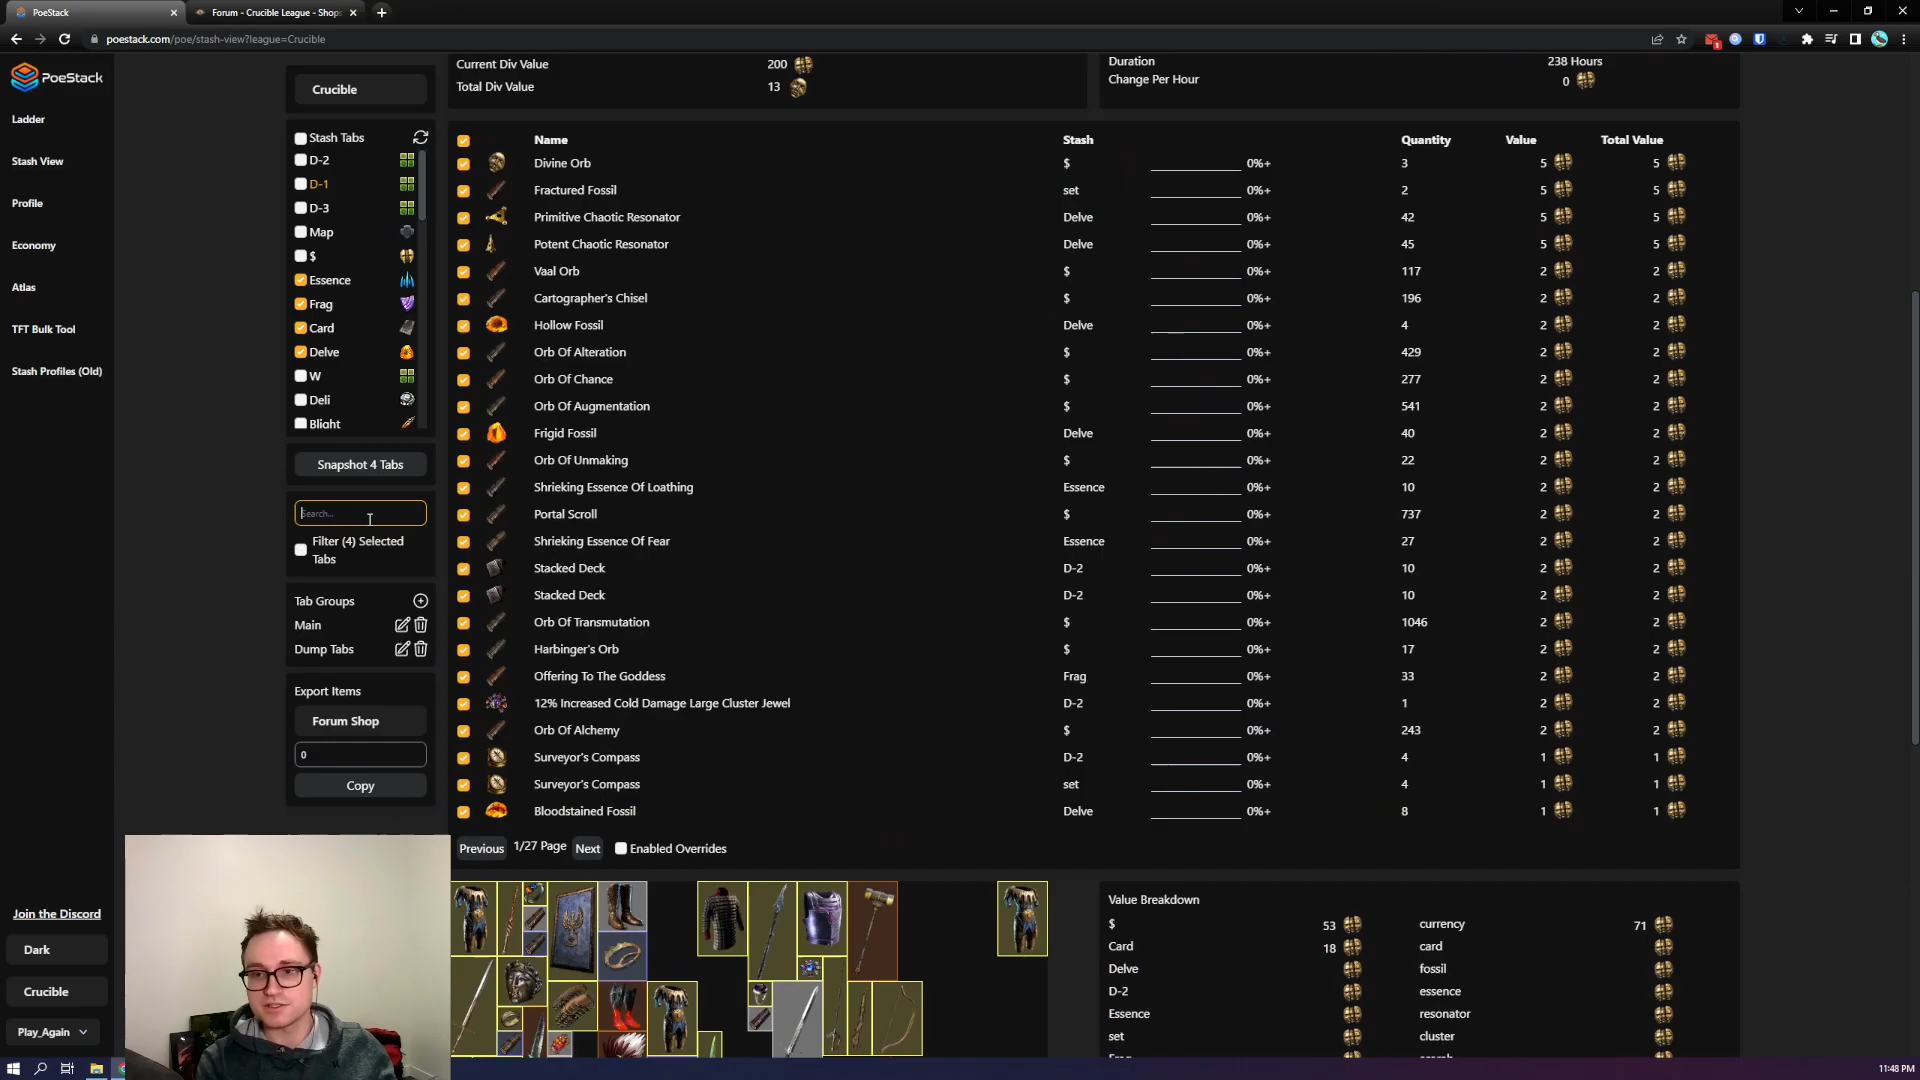 PoeStack
Forum - Crucible League - Shops
poestack.com/poe/stash-view?league=Crucible
PoeStack
Ladder
Stash View
Profile
Economy
Atlas
TFT Bulk Tool
Stash Profiles (Old)
Join the Discord
Dark
Crucible
Play_Again
Crucible
Stash Tabs
D-2
D-1
D-3
Map
$
Essence
Frag
Card
Delve
W
Deli
Blight
Snapshot 4 Tabs
Search...
Filter (4) Selected
Tabs
Tab Groups
Main
Dump Tabs
Export Items
Forum Shop
0
Copy
Current Div Value 200
Total Div Value 13
Duration 238 Hours
Change Per Hour 0
Name Stash Quantity Value Total Value
Divine Orb $ 0%+ 3 5 5
Fractured Fossil set 0%+ 2 5 5
Primitive Chaotic Resonator Delve 0%+ 42 5 5
Potent Chaotic Resonator Delve 0%+ 45 5 5
Vaal Orb $ 0%+ 117 2 2
Cartographer's Chisel $ 0%+ 196 2 2
Hollow Fossil Delve 0%+ 4 2 2
Orb Of Alteration $ 0%+ 429 2 2
Orb Of Chance $ 0%+ 277 2 2
Orb Of Augmentation $ 0%+ 541 2 2
Frigid Fossil Delve 0%+ 40 2 2
Orb Of Unmaking $ 0%+ 22 2 2
Shrieking Essence Of Loathing Essence 0%+ 10 2 2
Portal Scroll $ 0%+ 737 2 2
Shrieking Essence Of Fear Essence 0%+ 27 2 2
Stacked Deck D-2 0%+ 10 2 2
Stacked Deck D-2 0%+ 10 2 2
Orb Of Transmutation $ 0%+ 1046 2 2
Harbinger's Orb $ 0%+ 17 2 2
Offering To The Goddess Frag 0%+ 33 2 2
12% Increased Cold Damage Large Cluster Jewel D-2 0%+ 1 2 2
Orb Of Alchemy $ 0%+ 243 2 2
Surveyor's Compass D-2 0%+ 4 1 1
Surveyor's Compass set 0%+ 4 1 1
Bloodstained Fossil Delve 0%+ 8 1 1
Previous 1/27 Page Next Enabled Overrides
Value Breakdown
$ 53 currency 71
Card 18 card
Delve fossil
D-2 essence
Essence resonator
set cluster
11:48 PM